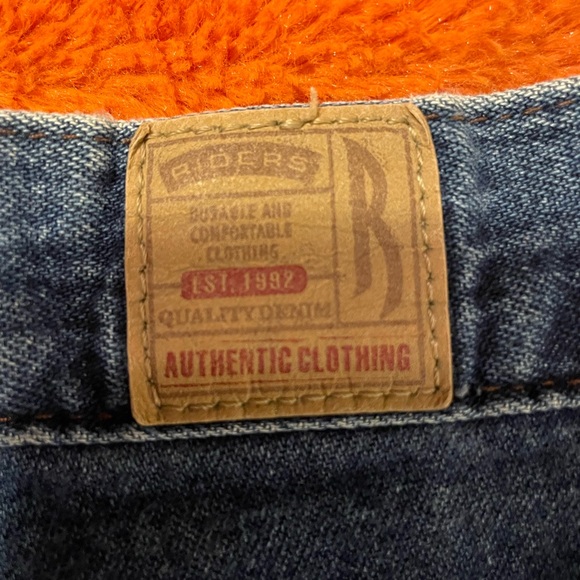 RIDERS
R
DURABLE AND
COMFORTABLE
CLOTHING
EST. 1992
QUALITY DENIM
AUTHENTIC CLOTHING